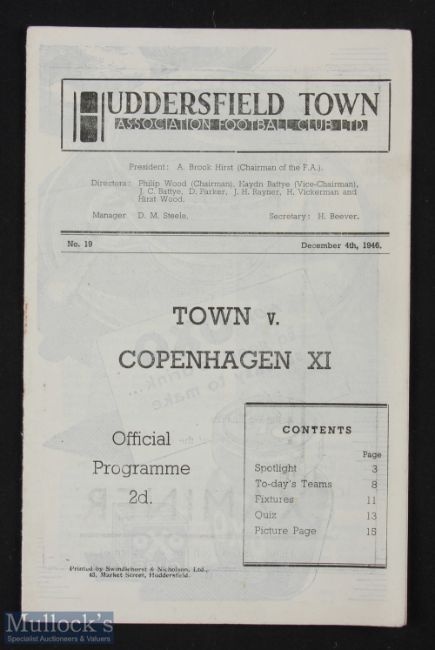 HUDDERSFIELD TOWN
ASSOCIATION FOOTBALL CLUB LTD.
President: A. Brook Hirst (Chairman of the F.A.).
Directors: Philip Wood (Chairman), Haydn Battye (Vice-Chairman),
J. C. Battye, D. Parker, J. H. Rayner, H. Vickerman and
Hirst Wood.
Manager D. M. Steele. Secretary: H. Beever.
No. 19 December 4th, 1946.
TOWN v.
COPENHAGEN XI
Official
Programme
2d.
CONTENTS
Page
Spotlight 3
To-day's Teams 8
Fixtures 11
Quiz 13
Picture Page 15
Printed by Swindlehurst & Nicholson, Ltd.,
63, Market Street, Huddersfield.
Mullock's
Specialist Auctioneers & Valuers